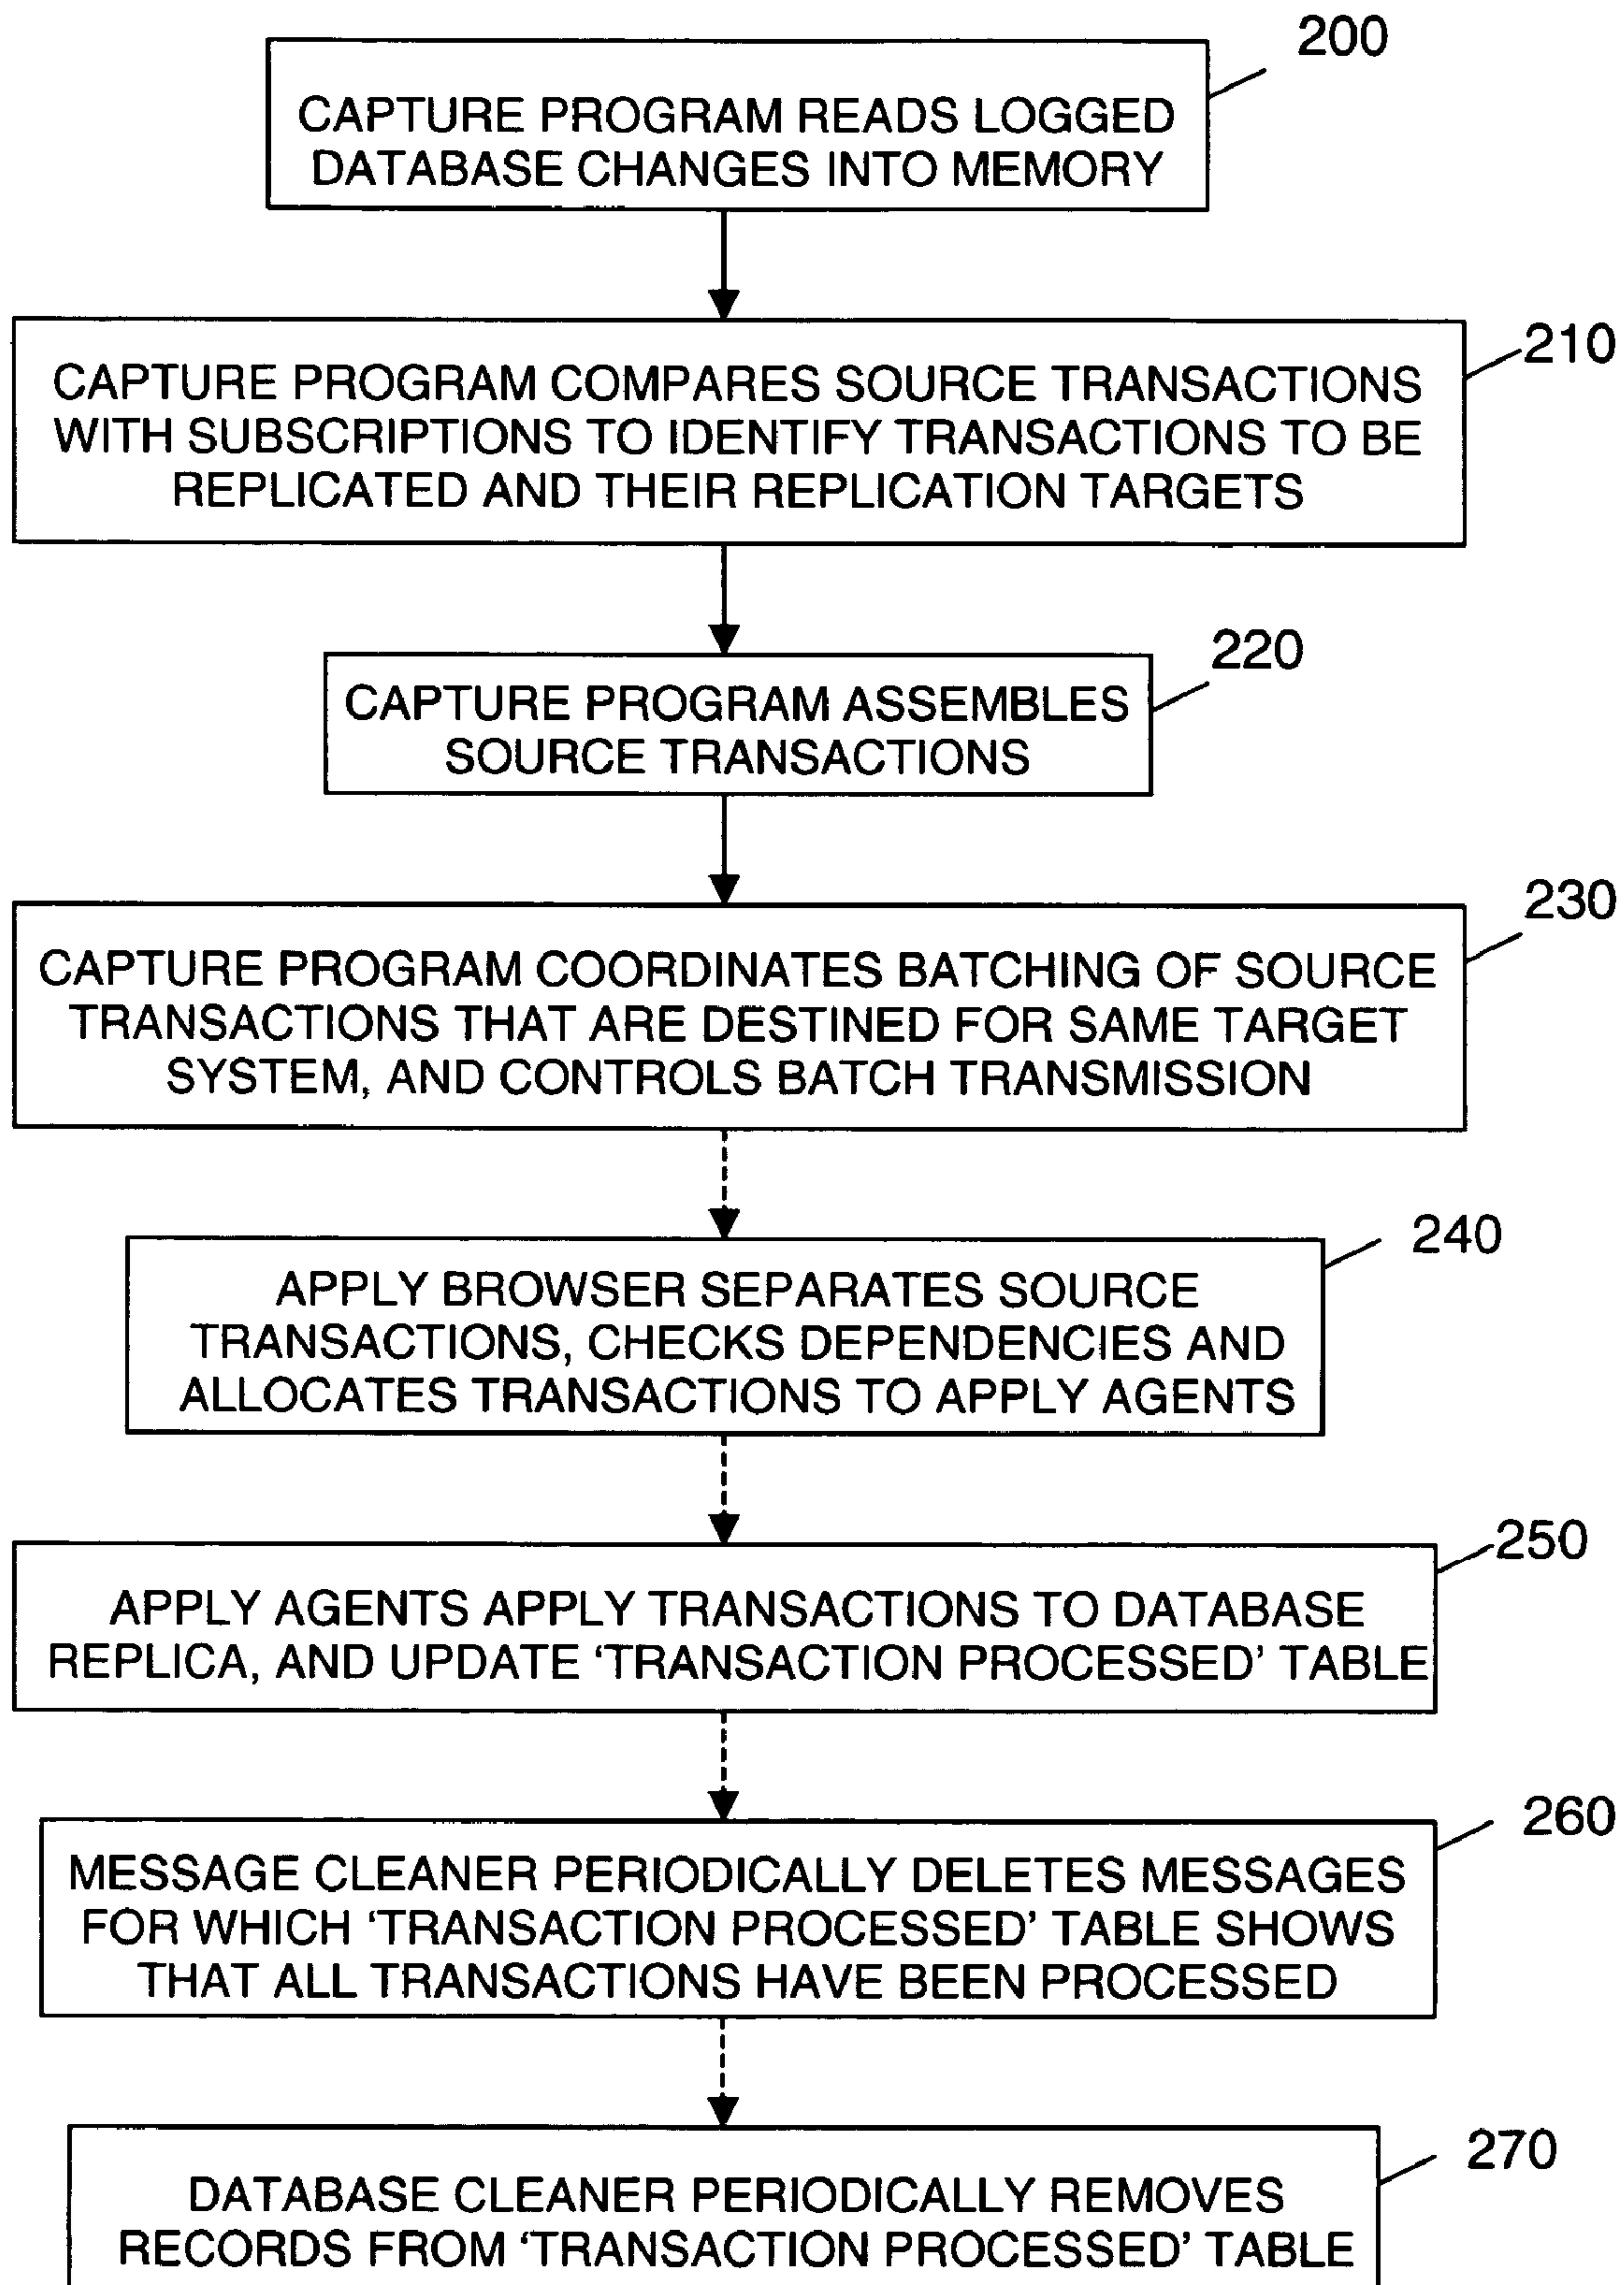 200
CAPTURE PROGRAM READS LOGGED
DATABASE CHANGES INTO MEMORY
210
CAPTURE PROGRAM COMPARES SOURCE TRANSACTIONS
WITH SUBSCRIPTIONS TO IDENTIFY TRANSACTIONS TO BE
REPLICATED AND THEIR REPLICATION TARGETS
220
CAPTURE PROGRAM ASSEMBLES
SOURCE TRANSACTIONS
230
CAPTURE PROGRAM COORDINATES BATCHING OF SOURCE
TRANSACTIONS THAT ARE DESTINED FOR SAME TARGET
SYSTEM, AND CONTROLS BATCH TRANSMISSION
240
APPLY BROWSER SEPARATES SOURCE
TRANSACTIONS, CHECKS DEPENDENCIES AND
ALLOCATES TRANSACTIONS TO APPLY AGENTS
250
APPLY AGENTS APPLY TRANSACTIONS TO DATABASE
REPLICA, AND UPDATE ‘TRANSACTION PROCESSED’ TABLE
260
MESSAGE CLEANER PERIODICALLY DELETES MESSAGES
FOR WHICH ‘TRANSACTION PROCESSED’ TABLE SHOWS
THAT ALL TRANSACTIONS HAVE BEEN PROCESSED
270
DATABASE CLEANER PERIODICALLY REMOVES
RECORDS FROM ‘TRANSACTION PROCESSED’ TABLE